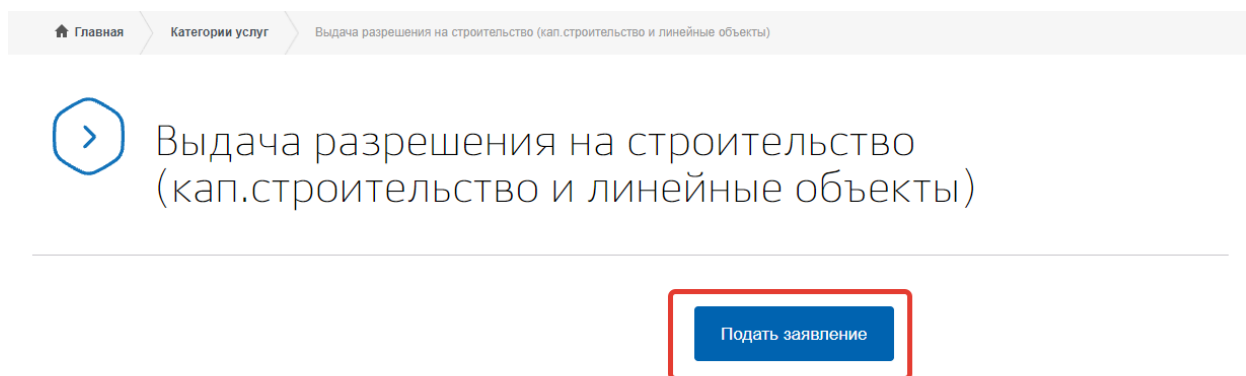 Главная Категории услуг Выдача разрешения на строительство (кап.строительство и линейные объекты)
Выдача разрешения на строительство
(кап.строительство и линейные объекты)
Подать заявление